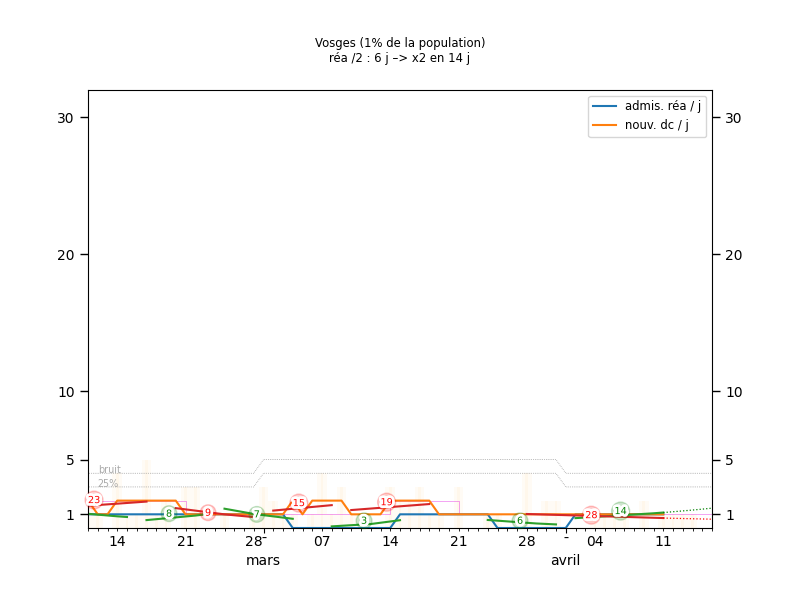 Vosges (1% de la population)
réa /2 : 6 j –> x2 en 14 j
admis. réa / j
nouv. dc / j
30 30
20 20
10 10
5 5
1 1
bruit
25%
23 8 9 7 15 3 19 6 28 14
14 21 28 07 14 21 28 - 04 11
mars avril